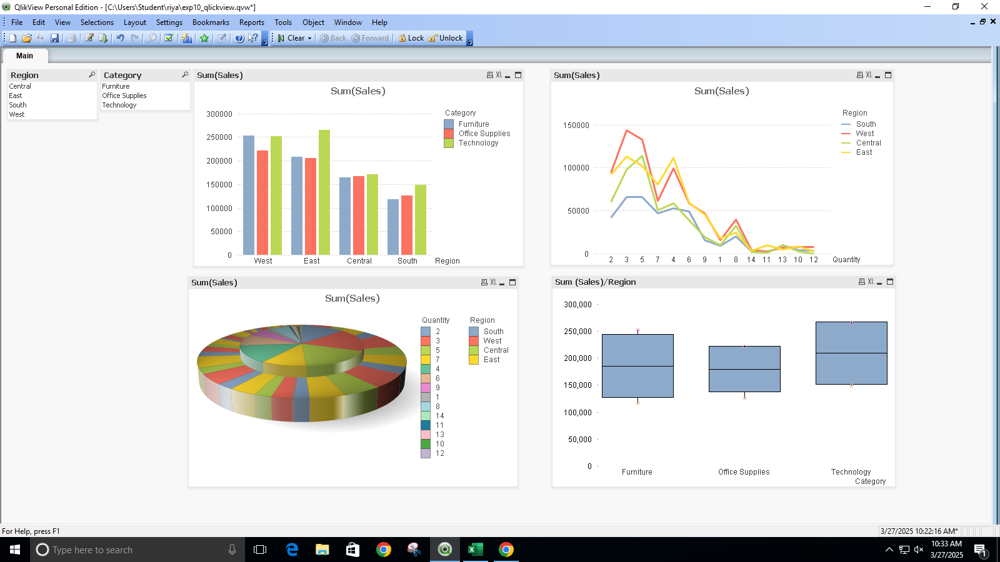 QlikView Personal Edition - [C:\Users\Student\riya\exp10_qlickview.qvw*]
File Edit View Selections Layout Settings Bookmarks Reports Tools Object Window Help
Clear Back Forward Lock Unlock
Main
Region
Central
East
South
West
Category
Furniture
Office Supplies
Technology
Sum(Sales) XL
Sum(Sales)
300000
250000
200000
150000
100000
50000
0
West East Central South Region
Category
Furniture
Office Supplies
Technology
Sum(Sales) XL
Sum(Sales)
150000
100000
50000
0
2 3 5 7 4 6 9 1 8 14 11 13 10 12 Quantity
Region
South
West
Central
East
Sum(Sales) XL
Sum(Sales)
Quantity
2
3
5
7
4
6
9
1
8
14
11
13
10
12
Region
South
West
Central
East
Sum (Sales)/Region XL
300,000
250,000
200,000
150,000
100,000
50,000
0
Furniture Office Supplies Technology
Category
For Help, press F1
3/27/2025 10:22:16 AM*
Type here to search
10:33 AM
3/27/2025
1